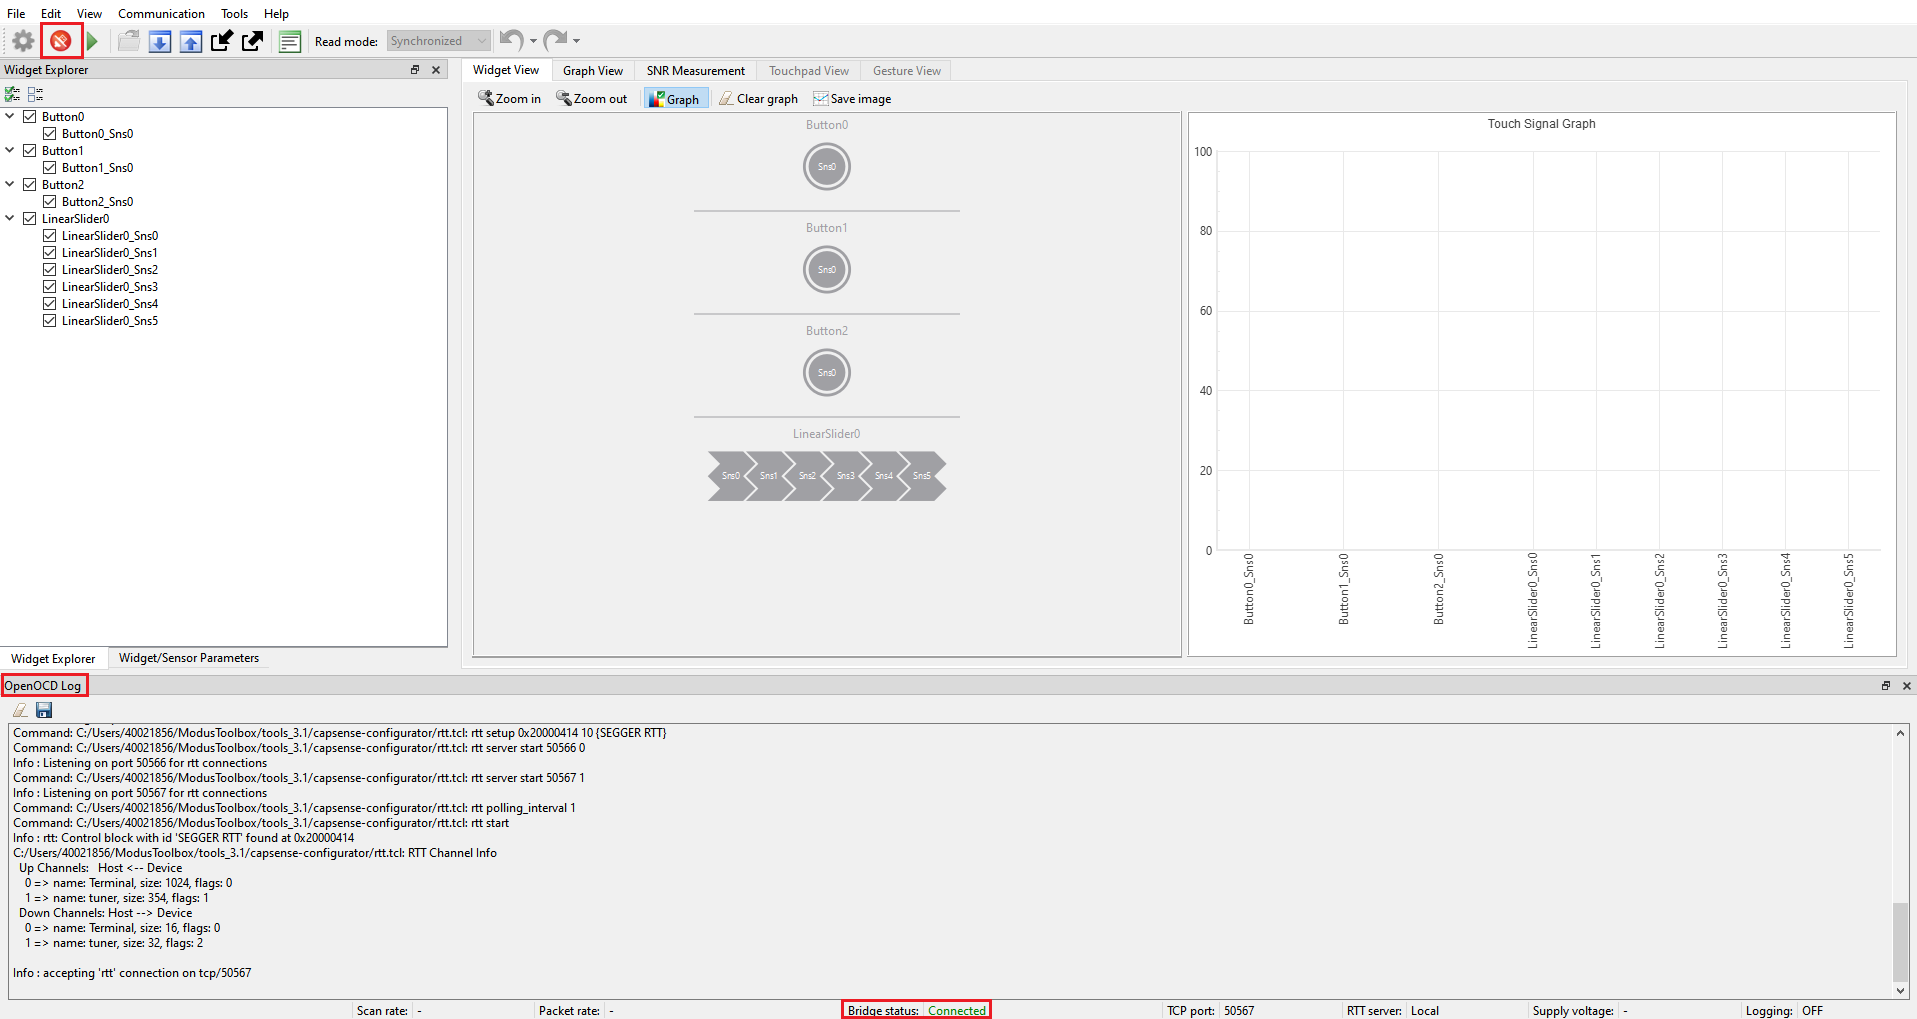 File Edit View Communication Tools Help
Read mode: Synchronized
Widget Explorer
Button0
Button0_Sns0
Button1
Button1_Sns0
Button2
Button2_Sns0
LinearSlider0
LinearSlider0_Sns0
LinearSlider0_Sns1
LinearSlider0_Sns2
LinearSlider0_Sns3
LinearSlider0_Sns4
LinearSlider0_Sns5
Widget Explorer Widget/Sensor Parameters
Widget View Graph View SNR Measurement Touchpad View Gesture View
Zoom in Zoom out Graph Clear graph Save image
Button0
Sns0
Button1
Sns0
Button2
Sns0
LinearSlider0
Sns0 Sns1 Sns2 Sns3 Sns4 Sns5
Touch Signal Graph
100
80
60
40
20
0
Button0_Sns0
Button1_Sns0
Button2_Sns0
LinearSlider0_Sns0
LinearSlider0_Sns1
LinearSlider0_Sns2
LinearSlider0_Sns3
LinearSlider0_Sns4
LinearSlider0_Sns5
OpenOCD Log
Command: C:/Users/40021856/ModusToolbox/tools_3.1/capsense-configurator/rtt.tcl: rtt setup 0x20000414 10 {SEGGER RTT}
Command: C:/Users/40021856/ModusToolbox/tools_3.1/capsense-configurator/rtt.tcl: rtt server start 50566 0
Info : Listening on port 50566 for rtt connections
Command: C:/Users/40021856/ModusToolbox/tools_3.1/capsense-configurator/rtt.tcl: rtt server start 50567 1
Info : Listening on port 50567 for rtt connections
Command: C:/Users/40021856/ModusToolbox/tools_3.1/capsense-configurator/rtt.tcl: rtt polling_interval 1
Command: C:/Users/40021856/ModusToolbox/tools_3.1/capsense-configurator/rtt.tcl: rtt start
Info : rtt: Control block with id 'SEGGER RTT' found at 0x20000414
C:/Users/40021856/ModusToolbox/tools_3.1/capsense-configurator/rtt.tcl: RTT Channel Info
Up Channels: Host <-- Device
0 => name: Terminal, size: 1024, flags: 0
1 => name: tuner, size: 354, flags: 1
Down Channels: Host --> Device
0 => name: Terminal, size: 16, flags: 0
1 => name: tuner, size: 32, flags: 2
Info : accepting 'rtt' connection on tcp/50567
Scan rate: - Packet rate: - Bridge status: Connected TCP port: 50567 RTT server: Local Supply voltage: - Logging: OFF